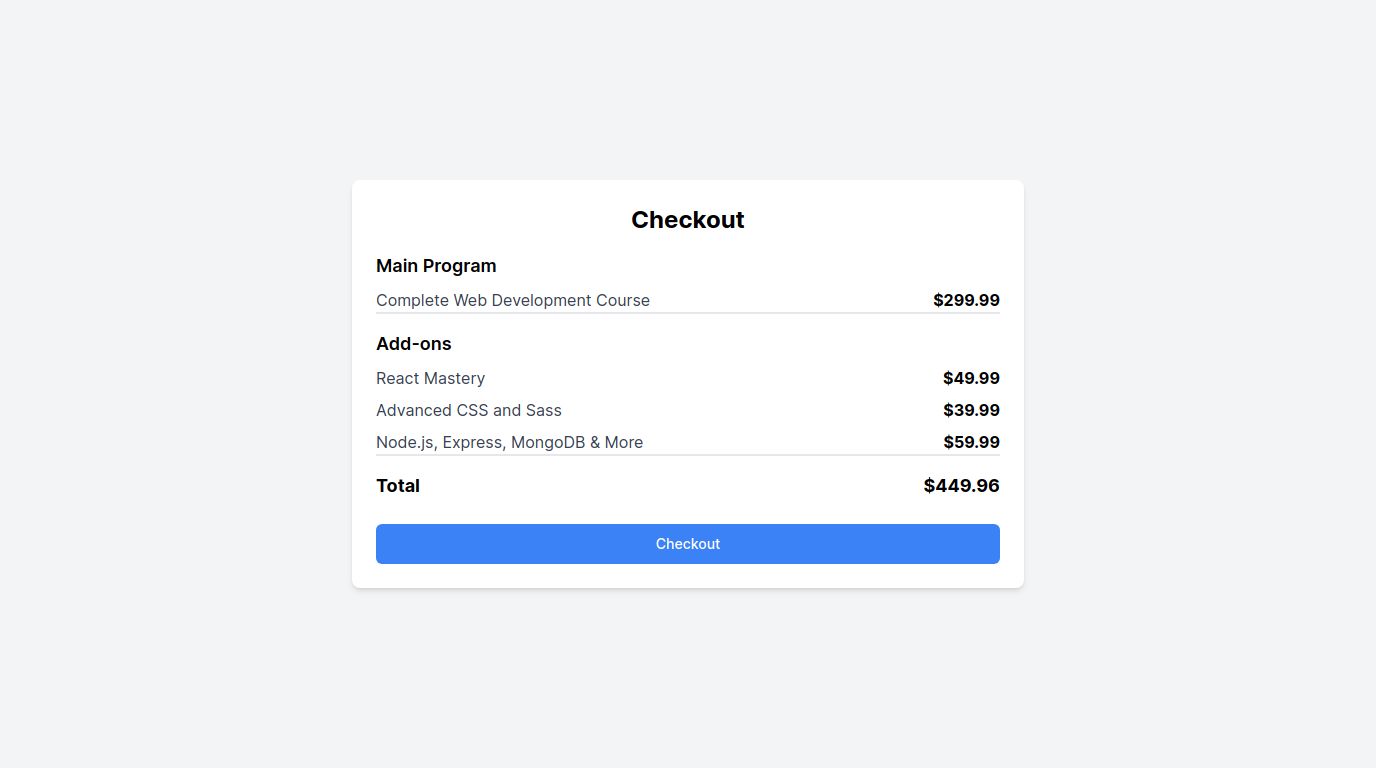 Checkout
Main Program
Complete Web Development Course $299.99
Add-ons
React Mastery $49.99
Advanced CSS and Sass $39.99
Node.js, Express, MongoDB & More $59.99
Total $449.96
Checkout